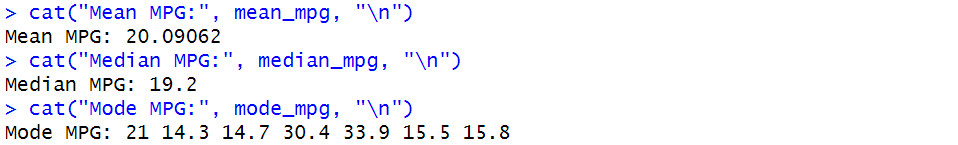 > cat("Mean MPG:", mean_mpg, "\n")
Mean MPG: 20.09062
> cat("Median MPG:", median_mpg, "\n")
Median MPG: 19.2
> cat("Mode MPG:", mode_mpg, "\n")
Mode MPG: 21 14.3 14.7 30.4 33.9 15.5 15.8